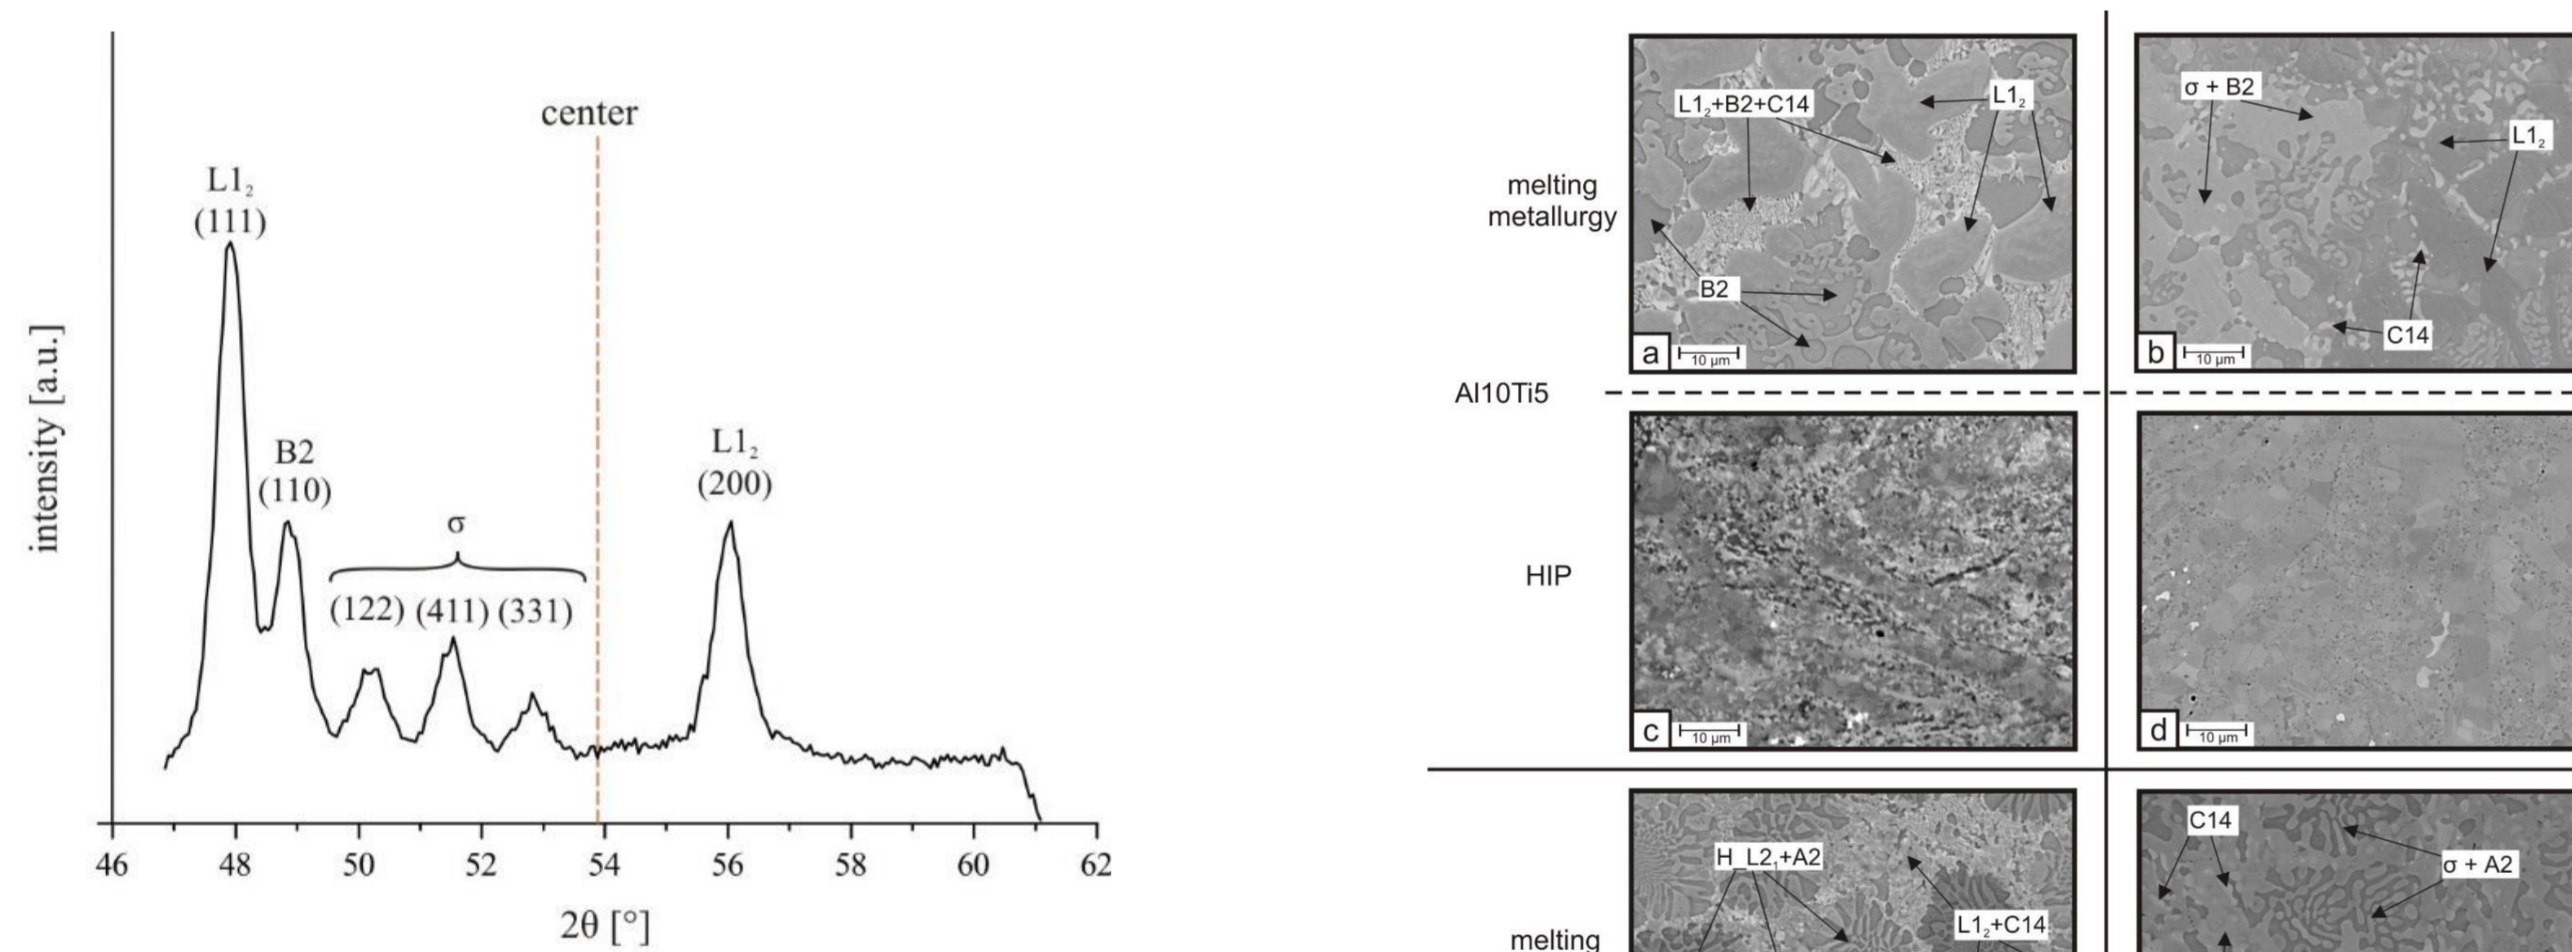 center
L1₂
(111)
B2
(110)
σ
(122) (411) (331)
L1₂
(200)
intensity [a.u.]
46 48 50 52 54 56 58 60 62
2θ [°]
melting
metallurgy
L1₂+B2+C14
L1₂
B2
a
10 µm
σ + B2
L1₂
C14
b
10 µm
Al10Ti5
HIP
c
10 µm
d
10 µm
melting
H_L2₁+A2
L1₂+C14
C14
σ + A2